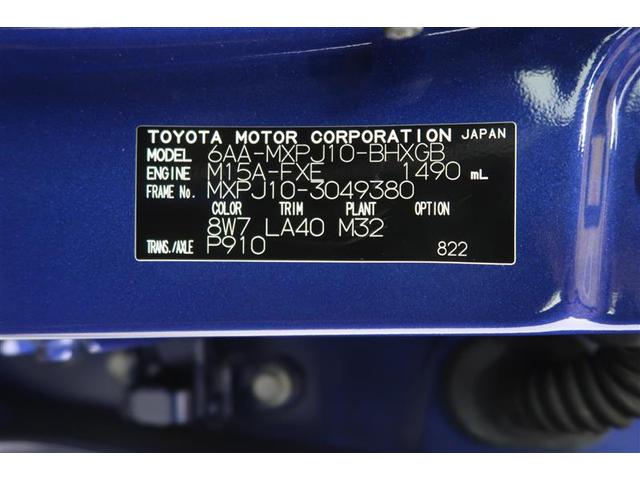 TOYOTA MOTOR CORPORATION JAPAN
MODEL 6AA-MXPJ10-BHXGB
ENGINE M15A-FXE 1490 mL
FRAME No. MXPJ10-3049380
COLOR TRIM PLANT OPTION
8W7 LA40 M32
TRANS./AXLE P910 822